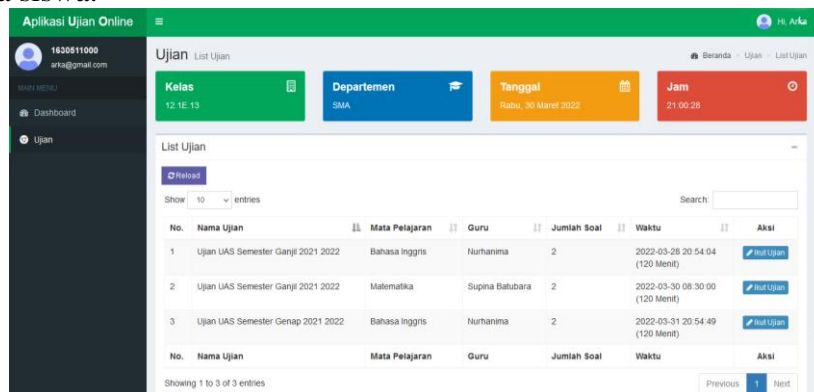 Aplikasi Ujian Online
Hi, Arka
1630511000
arka@gmail.com
MAIN MENU
Dashboard
Ujian
Ujian List Ujian
Beranda > Ujian > List Ujian
Kelas
12.1E.13
Departemen
SMA
Tanggal
Rabu, 30 Maret 2022
Jam
21:00:28
List Ujian
Reload
Show 10 entries
Search:
No. Nama Ujian Mata Pelajaran Guru Jumlah Soal Waktu Aksi
1 Ujian UAS Semester Ganjil 2021 2022 Bahasa Inggris Nurhanima 2 2022-03-28 20:54:04 (120 Menit) Ikut Ujian
2 Ujian UAS Semester Ganjil 2021 2022 Matematika Supina Batubara 2 2022-03-30 08:30:00 (120 Menit) Ikut Ujian
3 Ujian UAS Semester Genap 2021 2022 Bahasa Inggris Nurhanima 2 2022-03-31 20:54:49 (120 Menit) Ikut Ujian
No. Nama Ujian Mata Pelajaran Guru Jumlah Soal Waktu Aksi
Showing 1 to 3 of 3 entries
Previous 1 Next